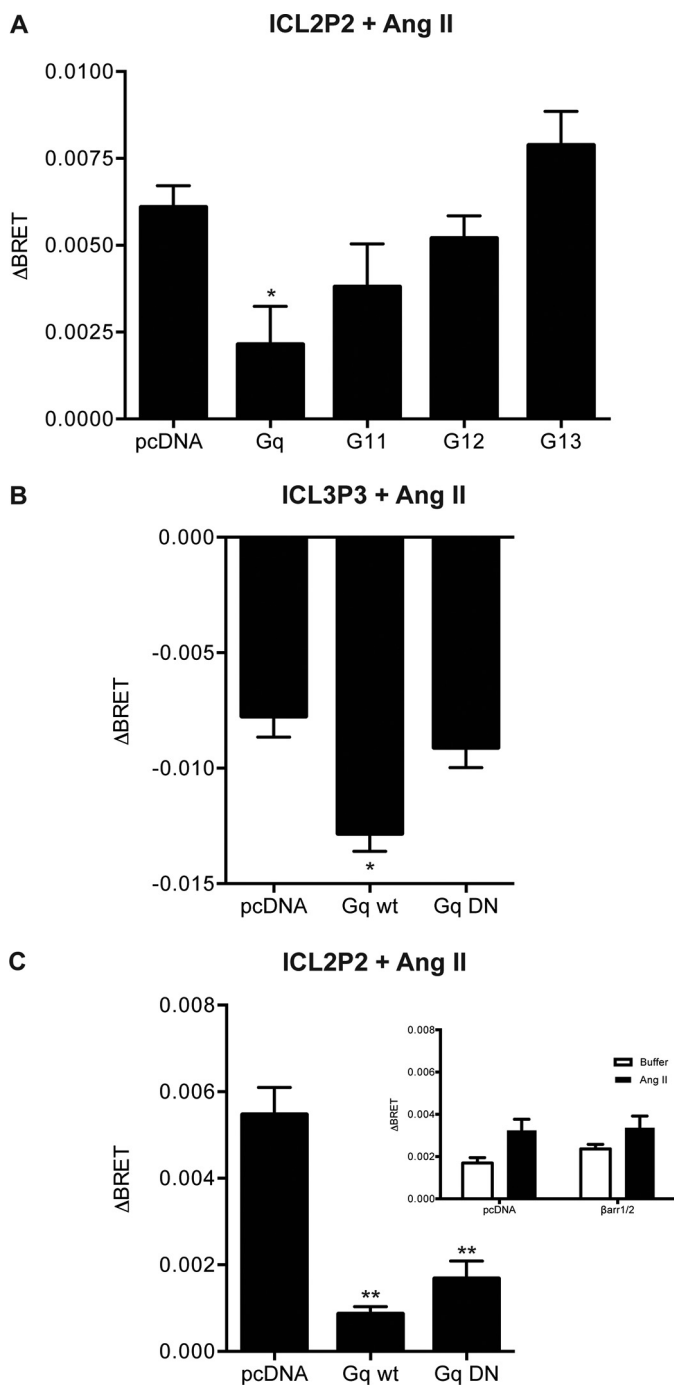 A
ICL2P2 + Ang II
ΔBRET
0.0100
0.0075
0.0050
0.0025
0.0000
*
pcDNA Gq G11 G12 G13
B
ICL3P3 + Ang II
ΔBRET
0.000
-0.005
-0.010
-0.015
*
pcDNA Gq wt Gq DN
C
ICL2P2 + Ang II
ΔBRET
0.008
0.006
0.004
0.002
0.000
** **
pcDNA Gq wt Gq DN
ΔBRET
0.008
0.006
0.004
0.002
0.000
Buffer
Ang II
pcDNA βarr1/2